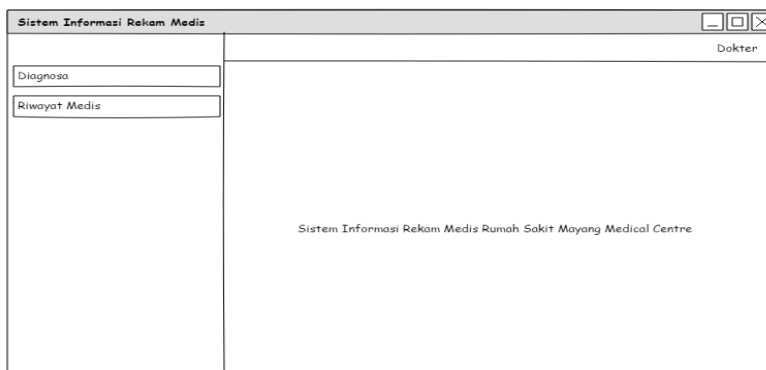 Sistem Informasi Rekam Medis
Dokter
Diagnosa
Riwayat Medis
Sistem Informasi Rekam Medis Rumah Sakit Mayang Medical Centre